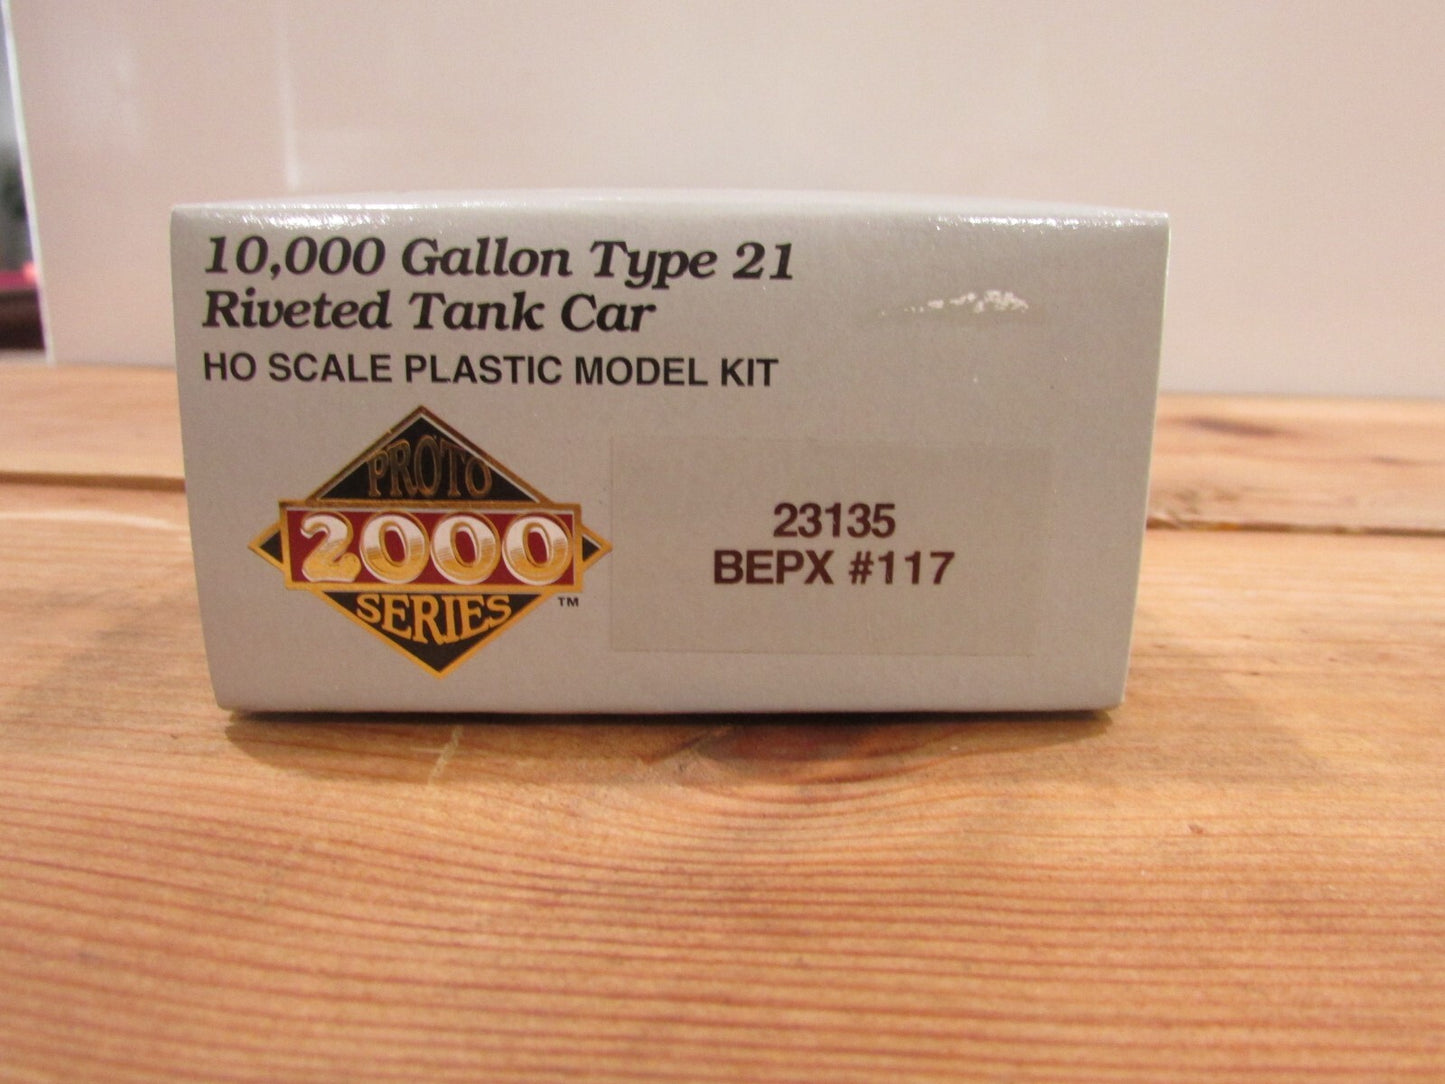 10,000 Gallon Type 21
Riveted Tank Car
HO SCALE PLASTIC MODEL KIT
PROTO
2000
SERIES
TM
23135
BEPX #117